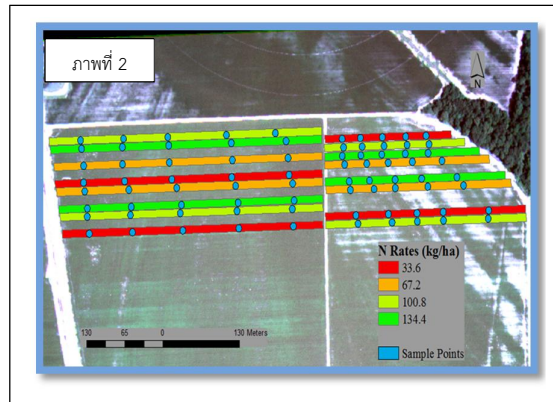 ภาพที่ 2
N
N Rates (kg/ha)
33.6
67.2
100.8
134.4
Sample Points
130 65 0 130 Meters